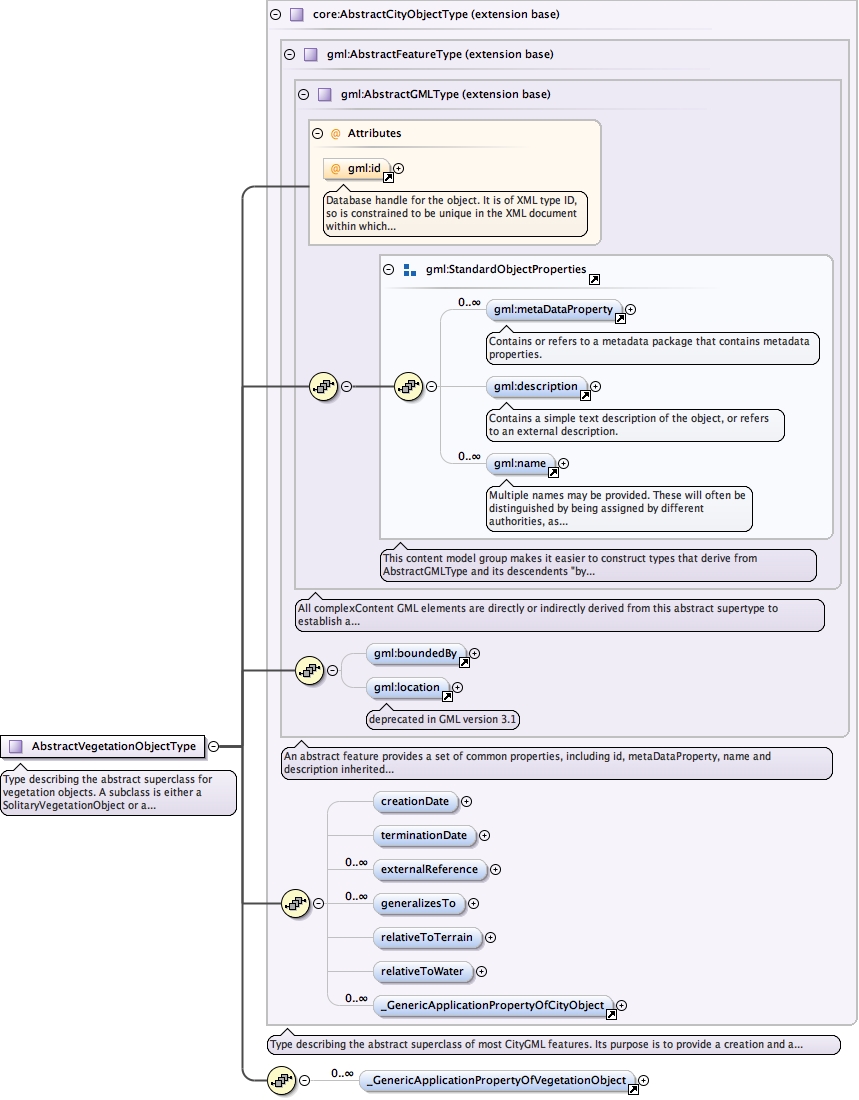 core:AbstractCityObjectType (extension base)
gml:AbstractFeatureType (extension base)
gml:AbstractGMLType (extension base)
@ Attributes
@ gml:id
Database handle for the object. It is of XML type ID,
so is constrained to be unique in the XML document
within which...
gml:StandardObjectProperties
0..∞
gml:metaDataProperty
Contains or refers to a metadata package that contains metadata
properties.
gml:description
Contains a simple text description of the object, or refers
to an external description.
0..∞
gml:name
Multiple names may be provided. These will often be
distinguished by being assigned by different
authorities, as...
This content model group makes it easier to construct types that derive from
AbstractGMLType and its descendents "by...
All complexContent GML elements are directly or indirectly derived from this abstract supertype to
establish a...
gml:boundedBy
gml:location
deprecated in GML version 3.1
AbstractVegetationObjectType
Type describing the abstract superclass for
vegetation objects. A subclass is either a
SolitaryVegetationObject or a...
An abstract feature provides a set of common properties, including id, metaDataProperty, name and
description inherited...
creationDate
terminationDate
0..∞
externalReference
0..∞
generalizesTo
relativeToTerrain
relativeToWater
0..∞
_GenericApplicationPropertyOfCityObject
Type describing the abstract superclass of most CityGML features. Its purpose is to provide a creation and a...
0..∞
_GenericApplicationPropertyOfVegetationObject